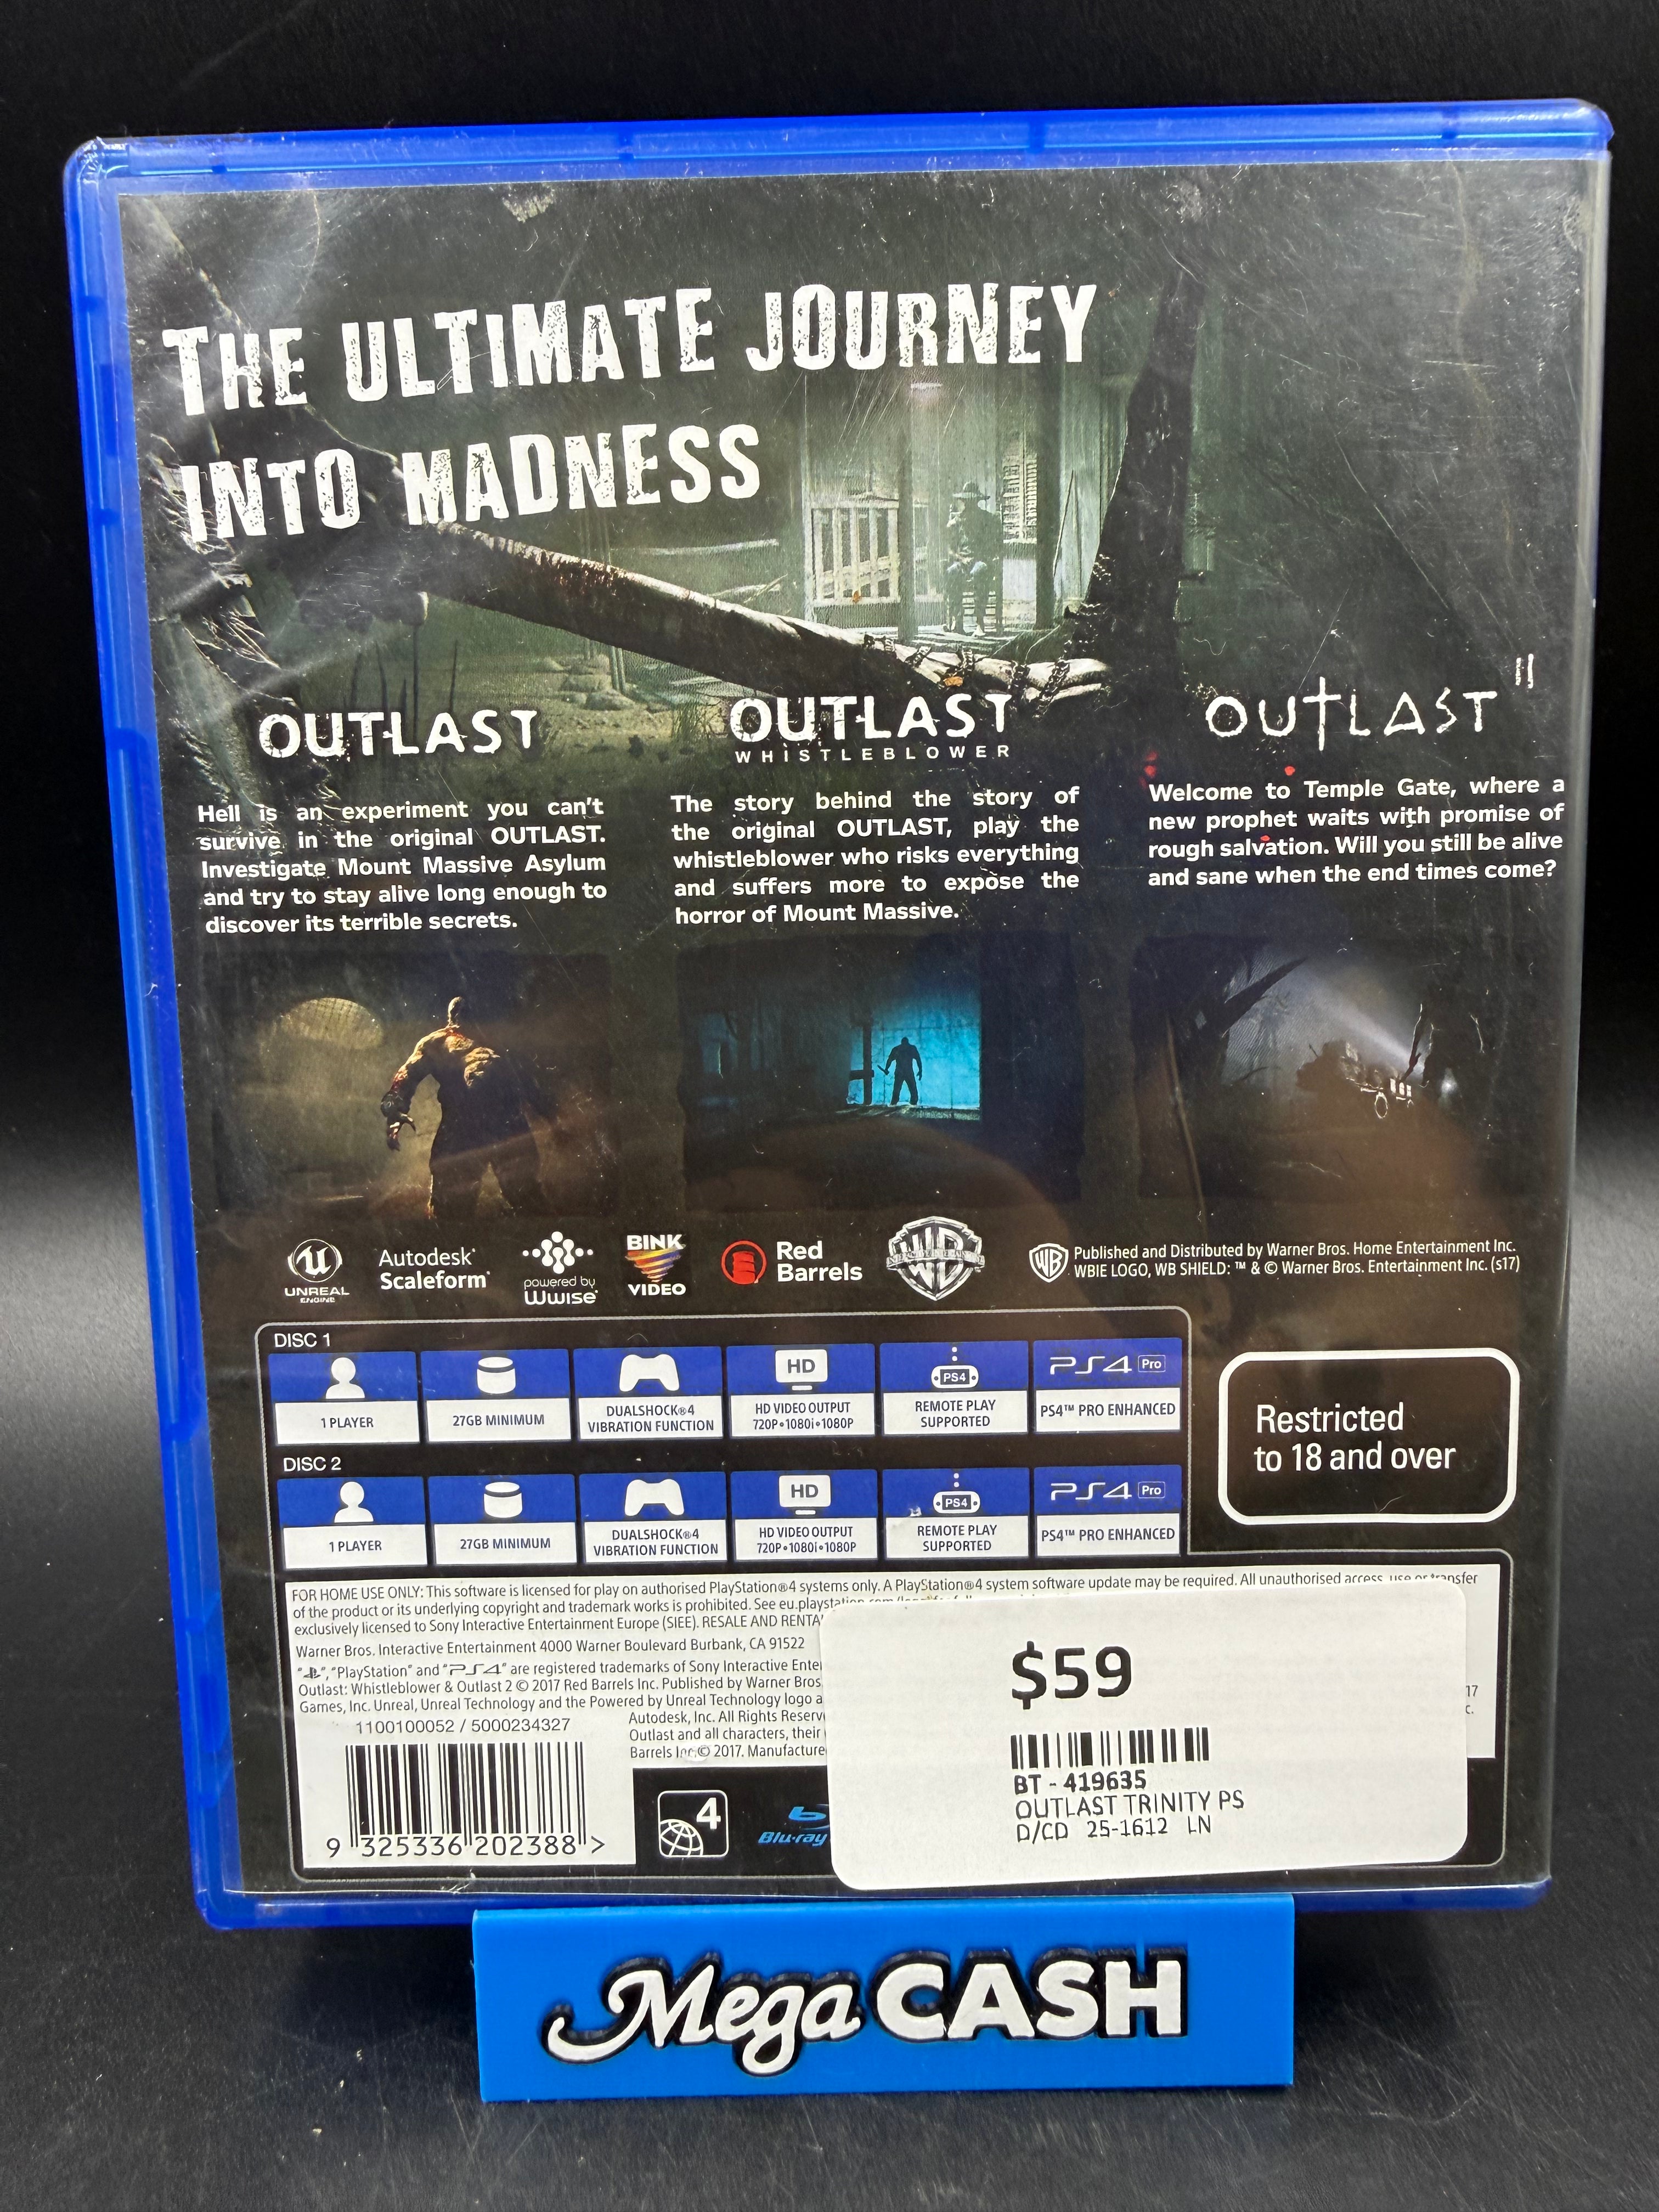 THE ULTIMATE JOURNEY
INTO MADNESS
OUTLAST
Hell is an experiment you can't
survive in the original OUTLAST.
Investigate Mount Massive Asylum
and try to stay alive long enough to
discover its terrible secrets.
OUTLAST
WHISTLEBLOWER
The story behind the story of
the original OUTLAST, play the
whistleblower who risks everything
and suffers more to expose the
horror of Mount Massive.
OUTLAST II
Welcome to Temple Gate, where a
new prophet waits with promise of
rough salvation. Will you still be alive
and sane when the end times come?
UNREAL
ENGINE
Autodesk®
Scaleform®
powered by
Wwise
BINK
VIDEO
Red
Barrels
WB
WB
Published and Distributed by Warner Bros. Home Entertainment Inc.
WBIE LOGO, WB SHIELD: ™ & © Warner Bros. Entertainment Inc. (s17)
DISC 1
1 PLAYER
27GB MINIMUM
DUALSHOCK®4
VIBRATION FUNCTION
HD
HD VIDEO OUTPUT
720P•1080i•1080P
PS4
REMOTE PLAY
SUPPORTED
PS4 Pro
PS4™ PRO ENHANCED
DISC 2
1 PLAYER
27GB MINIMUM
DUALSHOCK®4
VIBRATION FUNCTION
HD
HD VIDEO OUTPUT
720P•1080i•1080P
PS4
REMOTE PLAY
SUPPORTED
PS4 Pro
PS4™ PRO ENHANCED
Restricted
to 18 and over
FOR HOME USE ONLY: This software is licensed for play on authorised PlayStation®4 systems only. A PlayStation®4 system software update may be required. All unauthorised access, use or transfer
of the product or its underlying copyright and trademark works is prohibited. See eu.playstation.com/legal
exclusively licensed to Sony Interactive Entertainment Europe (SIEE). RESALE AND RENTA
Warner Bros. Interactive Entertainment 4000 Warner Boulevard Burbank, CA 91522
"PlayStation" and "PS4" are registered trademarks of Sony Interactive Ente
Outlast: Whistleblower & Outlast 2 © 2017 Red Barrels Inc. Published by Warner Bros.
Games, Inc. Unreal, Unreal Technology and the Powered by Unreal Technology logo a
Autodesk, Inc. All Rights Reserv
Outlast and all characters, their
Barrels Inc.© 2017. Manufacture
17
c.
1100100052 / 5000234327
9 325336 202388 >
4
Blu-ray
$59
BT - 419635
OUTLAST TRINITY PS
D/CD 25-1612 LN
Mega CASH